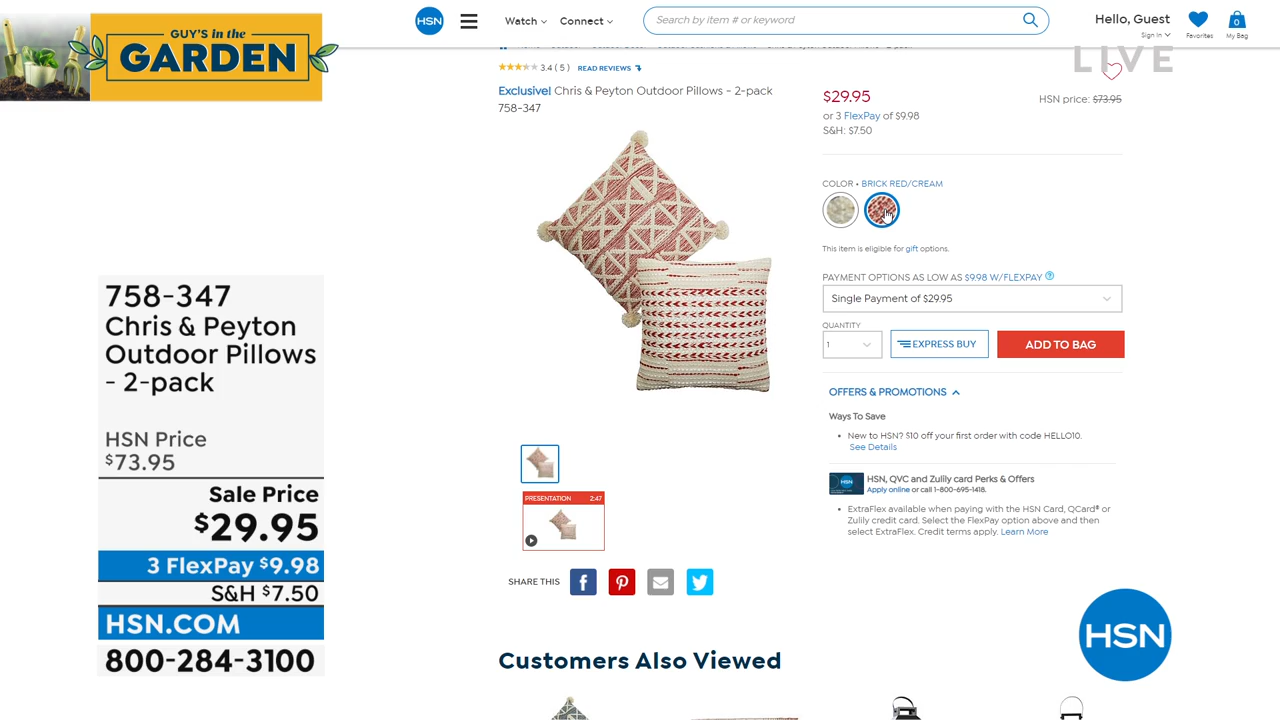 GUY'S in the
GARDEN
HSN
Watch
Connect
Search by item # or keyword
Hello, Guest
Sign In
Favorites
0
My Bag
LIVE
3.4 ( 5 )
READ REVIEWS
Exclusive! Chris & Peyton Outdoor Pillows - 2-pack
758-347
$29.95
HSN price: $73.95
or 3 FlexPay of $9.98
S&H: $7.50
COLOR • BRICK RED/CREAM
This item is eligible for gift options.
PAYMENT OPTIONS AS LOW AS $9.98 W/FLEXPAY ?
Single Payment of $29.95
QUANTITY
1
EXPRESS BUY
ADD TO BAG
OFFERS & PROMOTIONS
Ways To Save
• New to HSN? $10 off your first order with code HELLO10.
See Details
HSN
HSN, QVC and Zulily card Perks & Offers
Apply online or call 1-800-695-1418.
• ExtraFlex available when paying with the HSN Card, QCard® or
Zulily credit card. Select the FlexPay option above and then
select ExtraFlex. Credit terms apply. Learn More
PRESENTATION 2:47
SHARE THIS
Customers Also Viewed
758-347
Chris & Peyton
Outdoor Pillows
- 2-pack
HSN Price
$73.95
Sale Price
$29.95
3 FlexPay $9.98
S&H $7.50
HSN.COM
800-284-3100
HSN